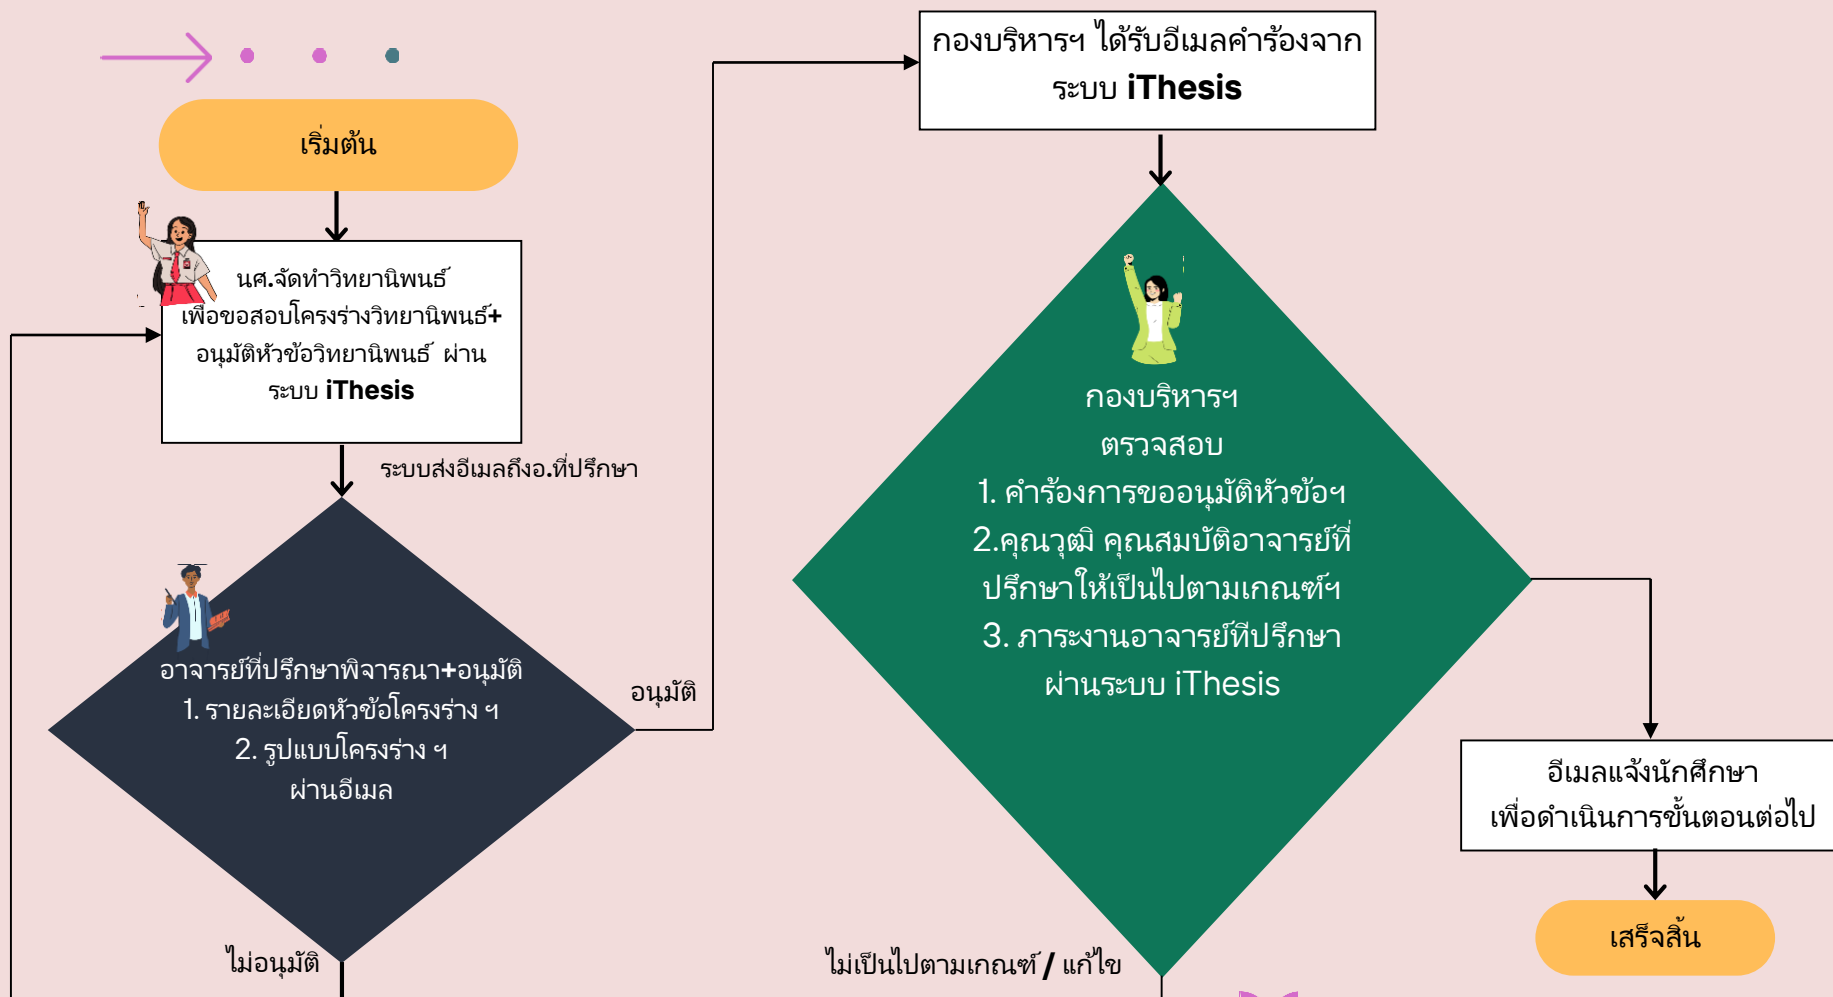 เริ่มต้น
นศ.จัดทำวิทยานิพนธ์
เพื่อขอสอบโครงร่างวิทยานิพนธ์+
อนุมัติหัวข้อวิทยานิพนธ์ ผ่าน
ระบบ iThesis
ระบบส่งอีเมลถึงอ.ที่ปรึกษา
อาจารย์ที่ปรึกษาพิจารณา+อนุมัติ
1. รายละเอียดหัวข้อโครงร่าง ฯ
2. รูปแบบโครงร่าง ฯ
ผ่านอีเมล
อนุมัติ
ไม่อนุมัติ
กองบริหารฯ ได้รับอีเมลคำร้องจาก
ระบบ iThesis
กองบริหารฯ
ตรวจสอบ
1. คำร้องการขออนุมัติหัวข้อฯ
2.คุณวุฒิ คุณสมบัติอาจารย์ที่
ปรึกษาให้เป็นไปตามเกณฑ์ฯ
3. ภาระงานอาจารย์ทีปรึกษา
ผ่านระบบ iThesis
ไม่เป็นไปตามเกณฑ์ / แก้ไข
อีเมลแจ้งนักศึกษา
เพื่อดำเนินการขั้นตอนต่อไป
เสร็จสิ้น